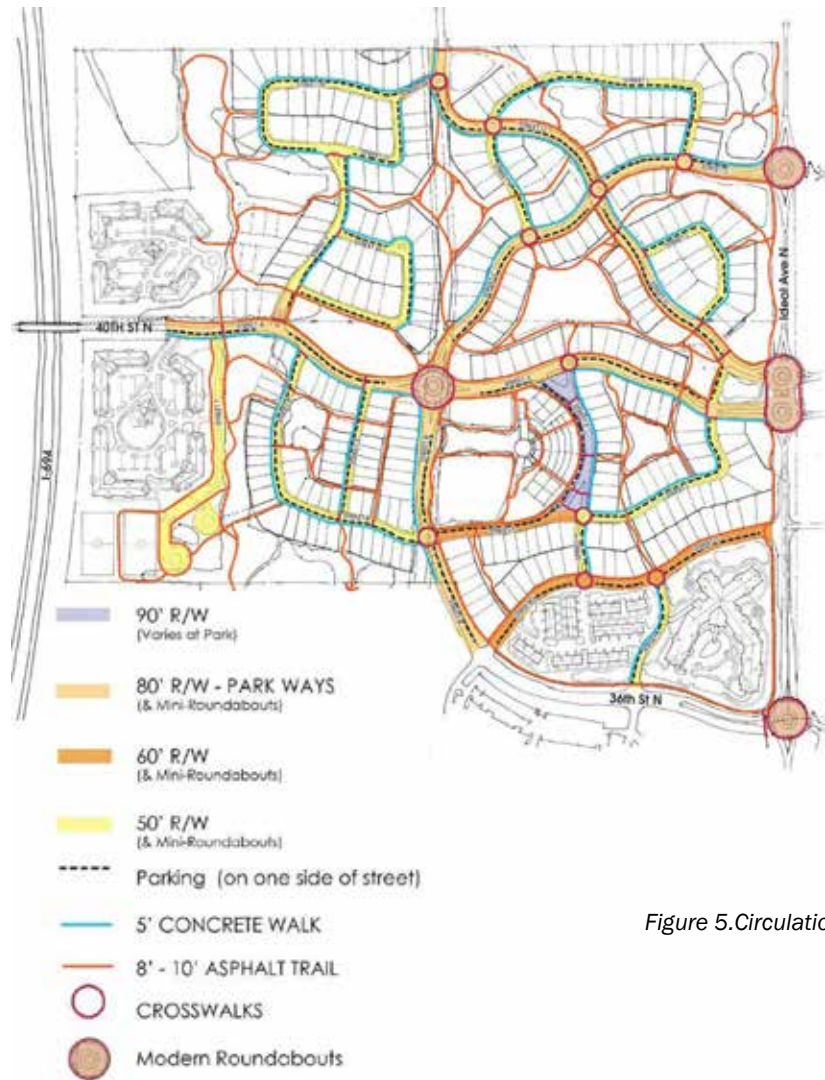 Ideal Ave N
40TH ST N
I-694
36th St N
90' R/W
(Varies at Park)
80' R/W - PARK WAYS
(& Mini-Roundabouts)
60' R/W
(& Mini-Roundabouts)
50' R/W
(& Mini-Roundabouts)
Parking (on one side of street)
5' CONCRETE WALK
8' - 10' ASPHALT TRAIL
CROSSWALKS
Modern Roundabouts
Figure 5.Circulatio